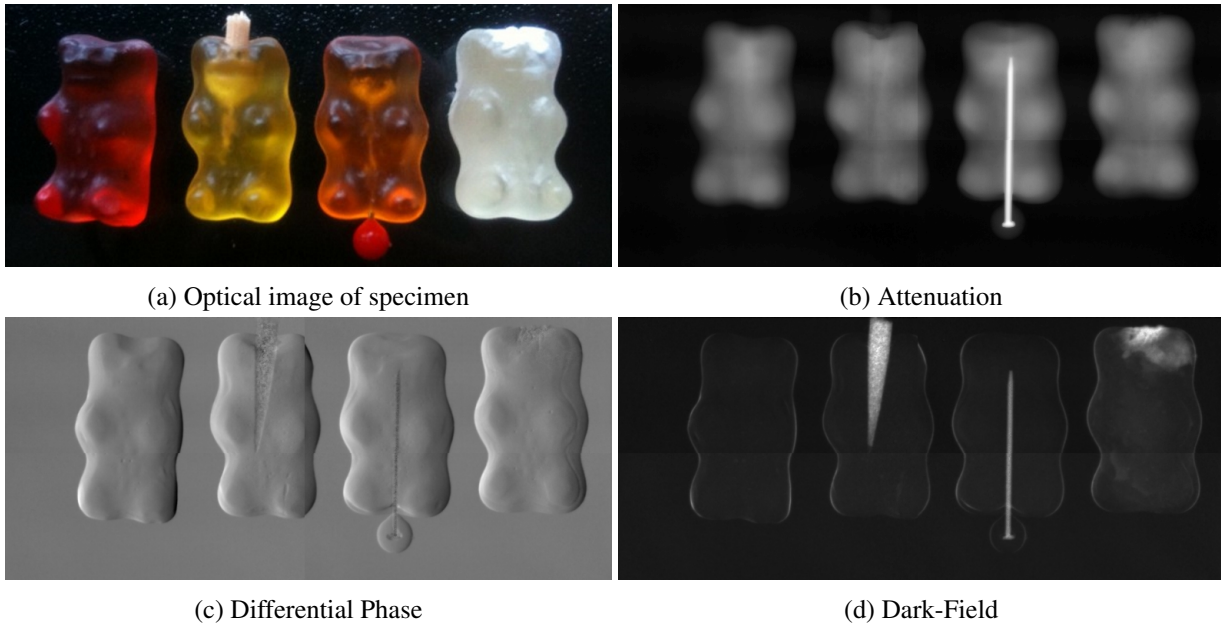 (a) Optical image of specimen
(b) Attenuation
(c) Differential Phase
(d) Dark-Field